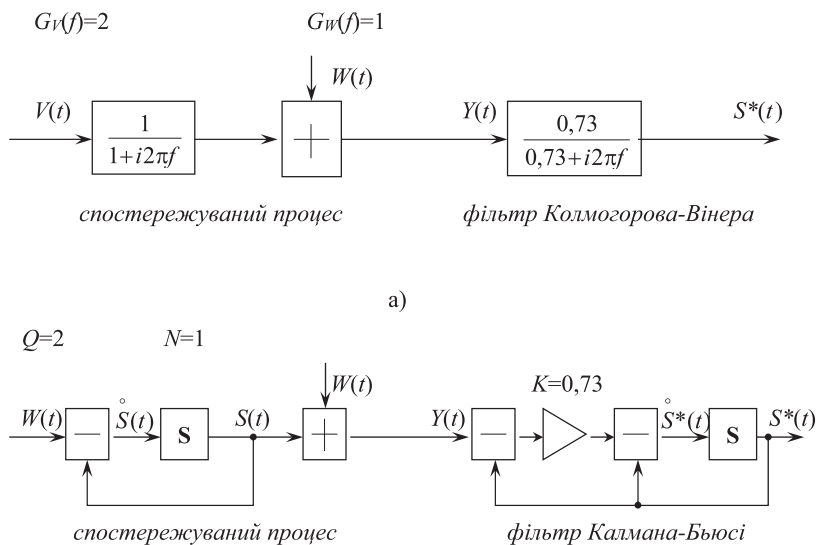 G_V(f)=2 G_W(f)=1
W(t)
V(t) 1 / 1+i2πf + Y(t) 0,73 / 0,73+i2πf S*(t)
спостережуваний процес фільтр Колмогорова-Вінера
а)
Q=2 N=1
W(t) K=0,73
W(t) — S̊(t) S S(t) + Y(t) — — S̊*(t) S S*(t)
спостережуваний процес фільтр Калмана-Бьюсі